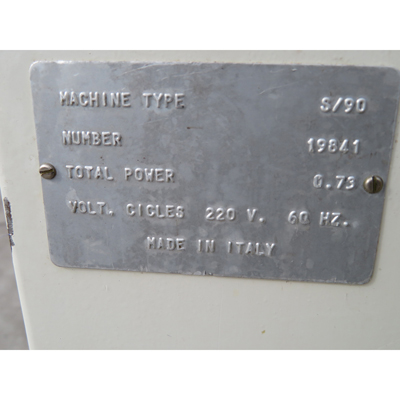 MACHINE TYPE S/90
NUMBER 19841
TOTAL POWER 0.73
VOLT. CICLES 220 V. 60 HZ.
MADE IN ITALY